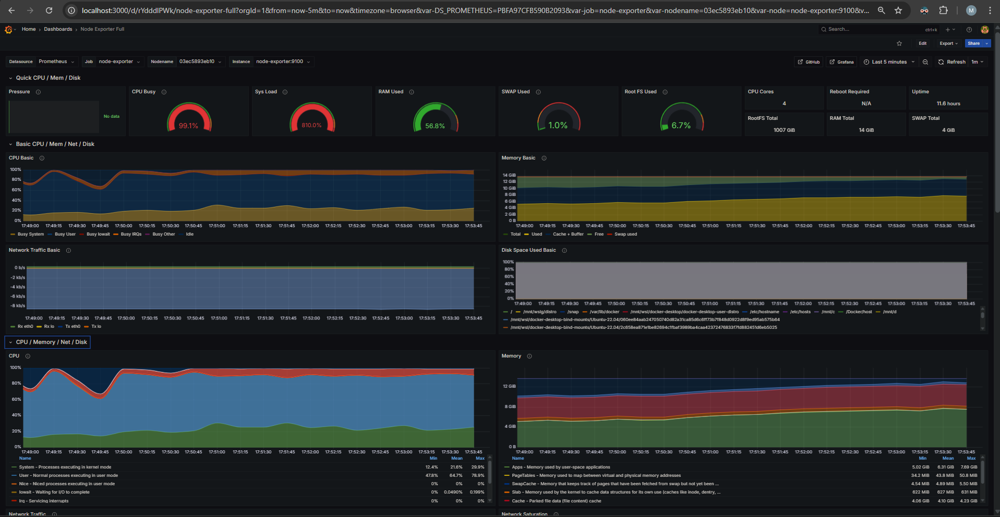 localhost:3000/d/rYdddlPWk/node-exporter-full?orgId=1&from=now-5m&to=now&timezone=browser&var-DS_PROMETHEUS=PBFA97CFB590B2093&var-job=node-exporter&var-nodename=03ec5893eb10&var-node=node-exporter:9100&v...
M
Home › Dashboards › Node Exporter Full
Search... ctrl+k
Edit Export Share
Datasource Prometheus Job node-exporter Nodename 03ec5893eb10 Instance node-exporter:9100
GitHub Grafana Last 5 minutes Refresh 1m
Quick CPU / Mem / Disk
Pressure
No data
CPU Busy
99.1%
Sys Load
810.0%
RAM Used
56.8%
SWAP Used
1.0%
Root FS Used
6.7%
CPU Cores
4
Reboot Required
N/A
Uptime
11.6 hours
RootFS Total
1007 GiB
RAM Total
14 GiB
SWAP Total
4 GiB
Basic CPU / Mem / Net / Disk
CPU Basic
100%
80%
60%
40%
20%
0%
17:49:00 17:49:15 17:49:30 17:49:45 17:50:00 17:50:15 17:50:30 17:50:45 17:51:00 17:51:15 17:51:30 17:51:45 17:52:00 17:52:15 17:52:30 17:52:45 17:53:00 17:53:15 17:53:30 17:53:45
Busy System Busy User Busy Iowait Busy IRQs Busy Other Idle
Memory Basic
14 GiB
12 GiB
10 GiB
8 GiB
6 GiB
4 GiB
2 GiB
0 B
17:49:00 17:49:15 17:49:30 17:49:45 17:50:00 17:50:15 17:50:30 17:50:45 17:51:00 17:51:15 17:51:30 17:51:45 17:52:00 17:52:15 17:52:30 17:52:45 17:53:00 17:53:15 17:53:30 17:53:45
Total Used Cache + Buffer Free Swap used
Network Traffic Basic
0 b/s
-2 kb/s
-4 kb/s
-6 kb/s
-8 kb/s
17:49:00 17:49:15 17:49:30 17:49:45 17:50:00 17:50:15 17:50:30 17:50:45 17:51:00 17:51:15 17:51:30 17:51:45 17:52:00 17:52:15 17:52:30 17:52:45 17:53:00 17:53:15 17:53:30 17:53:45
Rx eth0 Rx lo Tx eth0 Tx lo
Disk Space Used Basic
100%
80%
60%
40%
20%
0%
17:49:00 17:49:15 17:49:30 17:49:45 17:50:00 17:50:15 17:50:30 17:50:45 17:51:00 17:51:15 17:51:30 17:51:45 17:52:00 17:52:15 17:52:30 17:52:45 17:53:00 17:53:15 17:53:30 17:53:45
/ /mnt/wslg/distro /snap /var/lib/docker /mnt/wsl/docker-desktop/docker-desktop-user-distro /etc/hostname /etc/hosts /mnt/c /Docker/host /mnt/d
/mnt/wsl/docker-desktop-bind-mounts/Ubuntu-22.04/060ee84aab247050740d82a31ca85d6c6ff73b7f848d0922d8f9ed95ab575b64
/mnt/wsl/docker-desktop-bind-mounts/Ubuntu-22.04/2c658ea871e1be82694c1fbaf3989ba4caa42372476833f7fd882451d6eb5025
CPU / Memory / Net / Disk
CPU
100%
80%
60%
40%
20%
0%
17:49:00 17:49:15 17:49:30 17:49:45 17:50:00 17:50:15 17:50:30 17:50:45 17:51:00 17:51:15 17:51:30 17:51:45 17:52:00 17:52:15 17:52:30 17:52:45 17:53:00 17:53:15 17:53:30 17:53:45
Name Min Mean Max
System - Processes executing in kernel mode 12.4% 21.6% 29.9%
User - Normal processes executing in user mode 47.8% 64.7% 78.9%
Nice - Niced processes executing in user mode 0% 0% 0%
Iowait - Waiting for I/O to complete 0% 0.0490% 0.199%
Irq - Servicing interrupts 0% 0% 0%
Memory
12 GiB
8 GiB
4 GiB
0 B
17:49:00 17:49:15 17:49:30 17:49:45 17:50:00 17:50:15 17:50:30 17:50:45 17:51:00 17:51:15 17:51:30 17:51:45 17:52:00 17:52:15 17:52:30 17:52:45 17:53:00 17:53:15 17:53:30 17:53:45
Name Min Mean Max
Apps - Memory used by user-space applications 5.02 GiB 6.31 GiB 7.69 GiB
PageTables - Memory used to map between virtual and physical memory addresses 34.2 MiB 43.8 MiB 50.8 MiB
SwapCache - Memory that keeps track of pages that have been fetched from swap but not yet been ... 4.54 MiB 4.89 MiB 5.50 MiB
Slab - Memory used by the kernel to cache data structures for its own use (caches like inode, dentry, ... 622 MiB 627 MiB 631 MiB
Cache - Parked file data (file content) cache 4.06 GiB 4.10 GiB 4.23 GiB
Network Traffic
Network Saturation